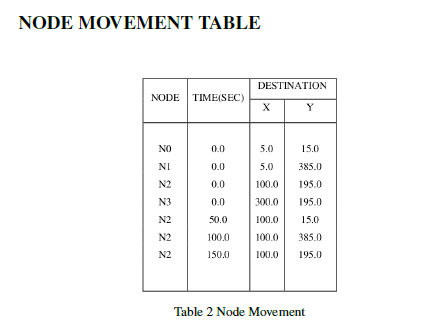 NODE MOVEMENT TABLE
NODE TIME(SEC) DESTINATION
X Y
N0 0.0 5.0 15.0
N1 0.0 5.0 385.0
N2 0.0 100.0 195.0
N3 0.0 300.0 195.0
N2 50.0 100.0 15.0
N2 100.0 100.0 385.0
N2 150.0 100.0 195.0
Table 2 Node Movement